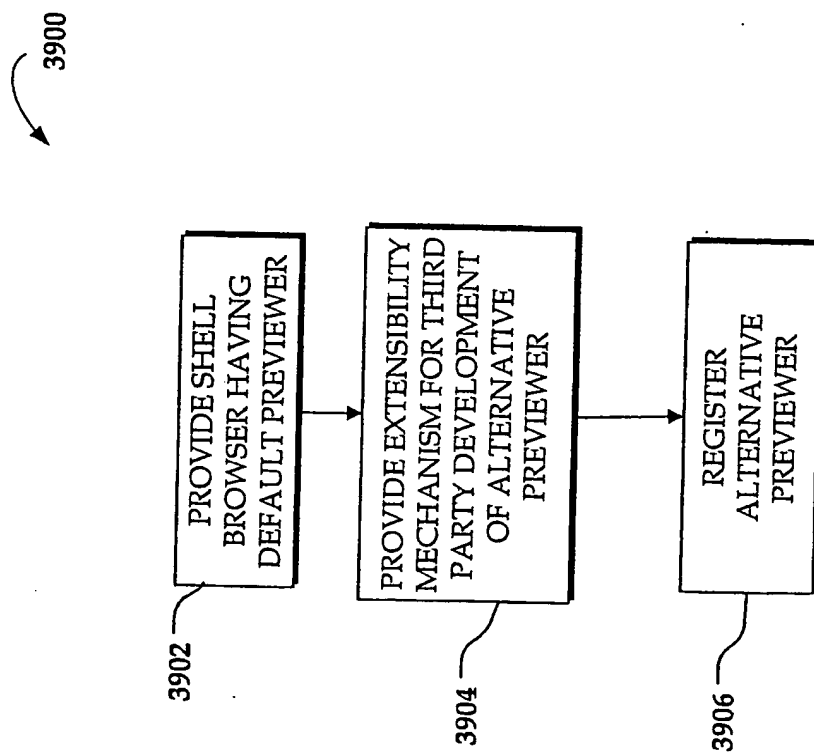 3900
PROVIDE SHELL
BROWSER HAVING
DEFAULT PREVIEWER
3902
PROVIDE EXTENSIBILITY
MECHANISM FOR THIRD
PARTY DEVELOPMENT
OF ALTERNATIVE
PREVIEWER
3904
REGISTER
ALTERNATIVE
PREVIEWER
3906